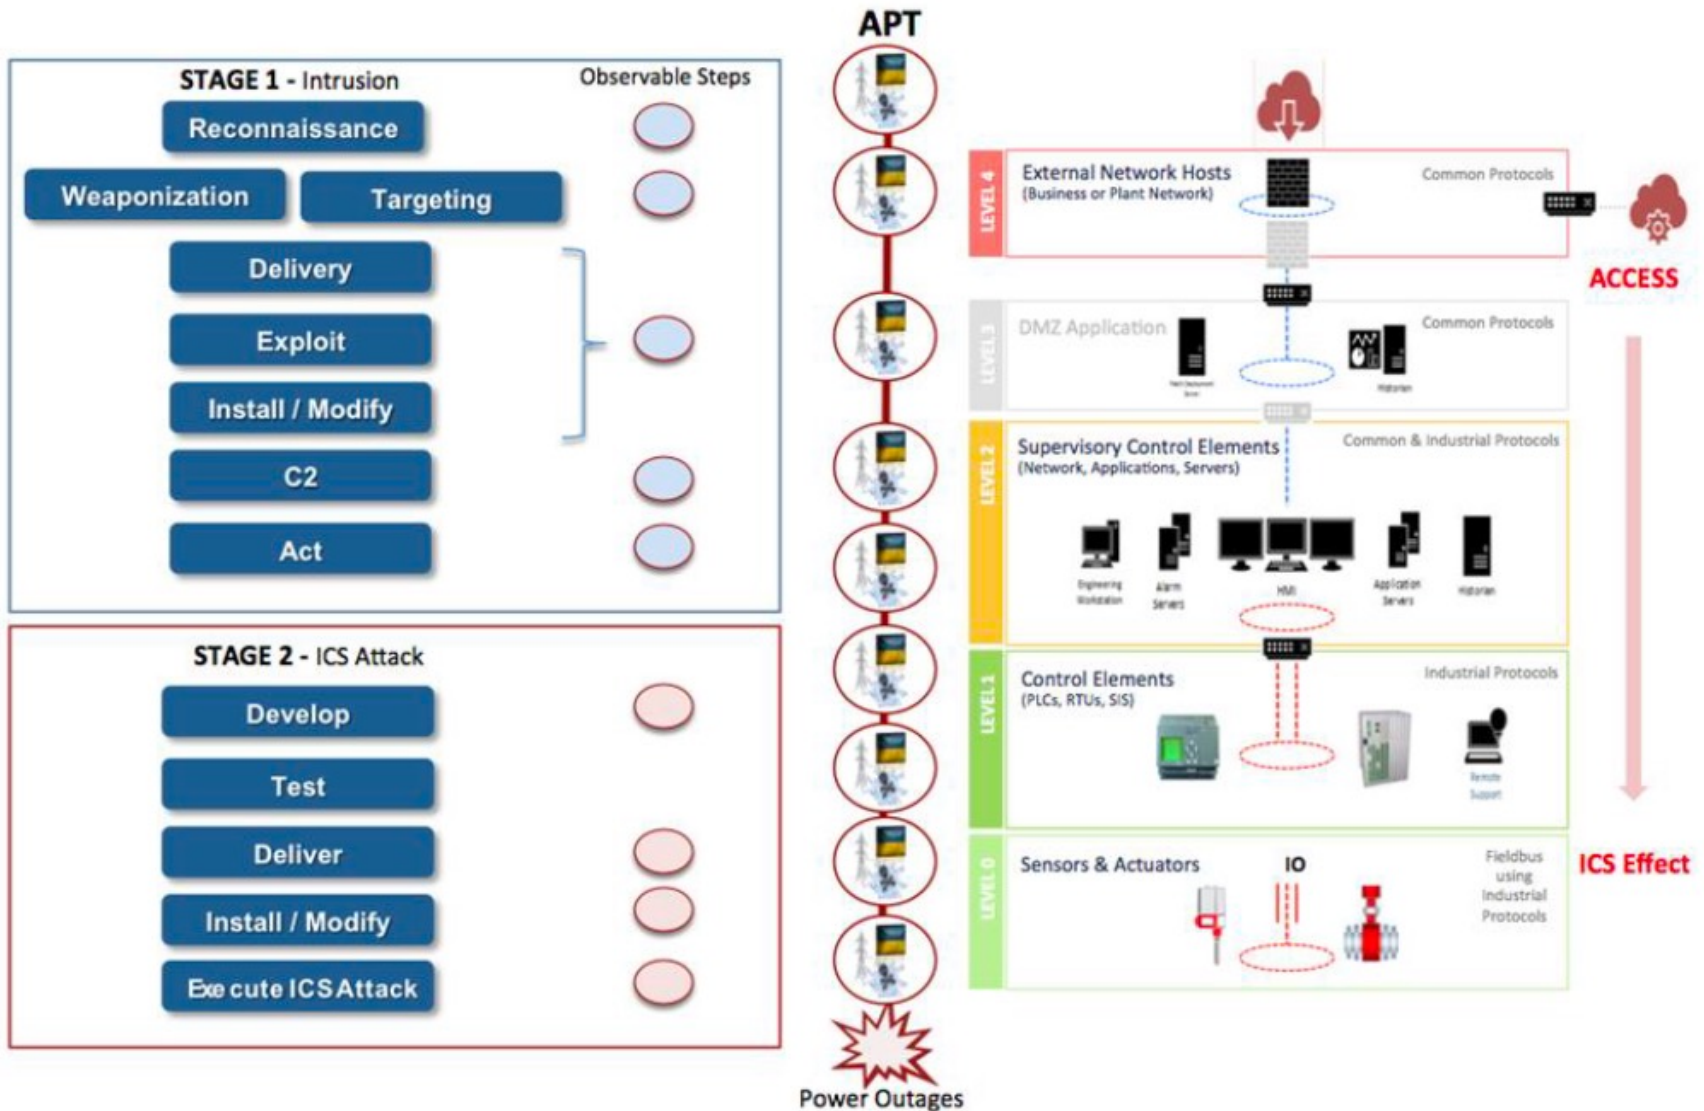 APT
STAGE 1 - Intrusion
Observable Steps
Reconnaissance
Weaponization
Targeting
Delivery
Exploit
Install / Modify
C2
Act
STAGE 2 - ICS Attack
Develop
Test
Deliver
Install / Modify
Execute ICS Attack
Power Outages
LEVEL 4
External Network Hosts
(Business or Plant Network)
Common Protocols
ACCESS
LEVEL 3
DMZ Application
Common Protocols
Server
Historian
LEVEL 2
Supervisory Control Elements
(Network, Applications, Servers)
Common & Industrial Protocols
Engineering
Workstation
Alarm
Servers
HMI
Application
Servers
Historian
LEVEL 1
Control Elements
(PLCs, RTUs, SIS)
Industrial Protocols
Remote
Support
LEVEL 0
Sensors & Actuators
IO
Fieldbus
using
Industrial
Protocols
ICS Effect